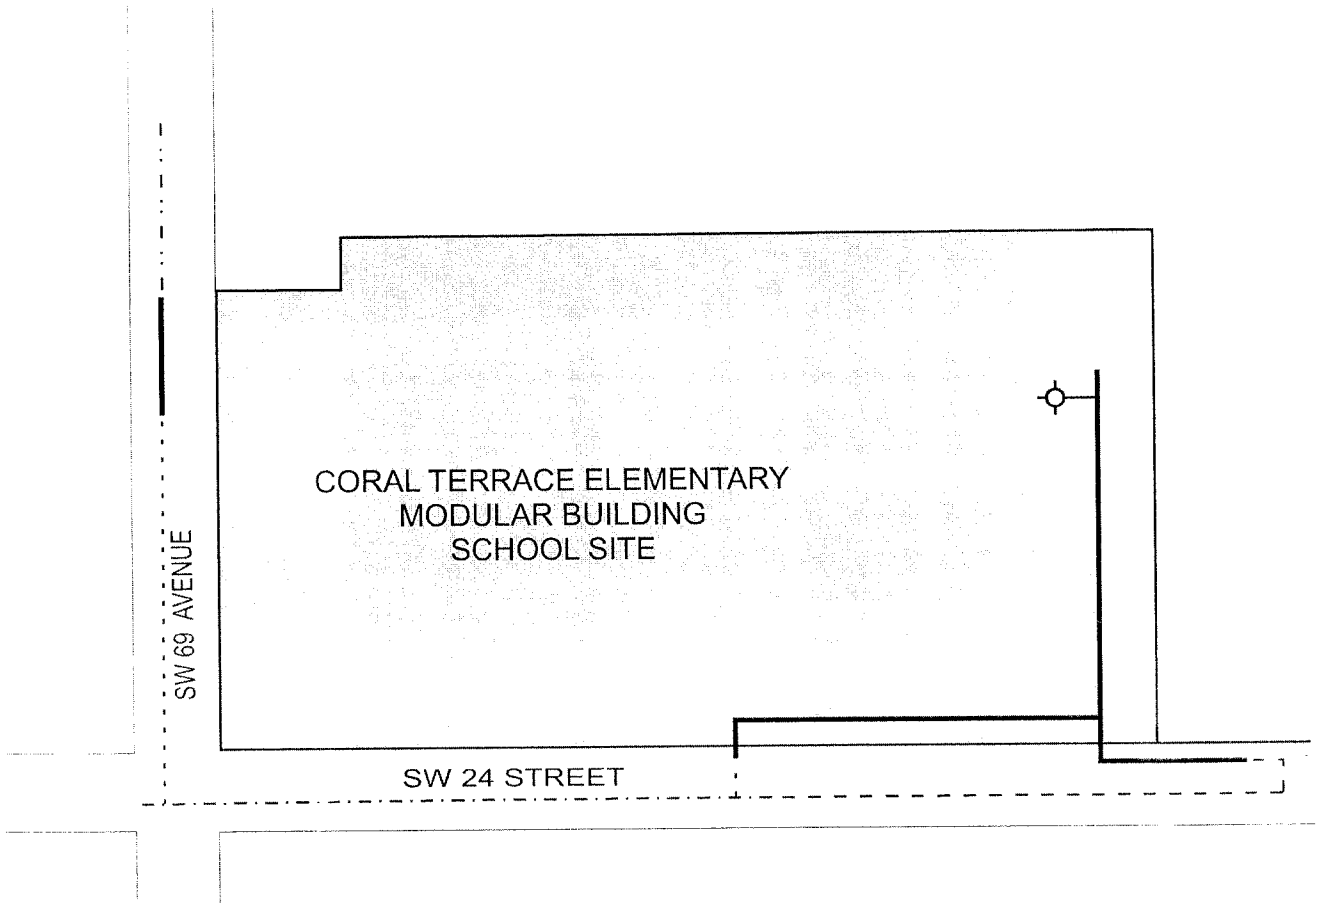 CORAL TERRACE ELEMENTARY
MODULAR BUILDING
SCHOOL SITE
SW 69 AVENUE
SW 24 STREET